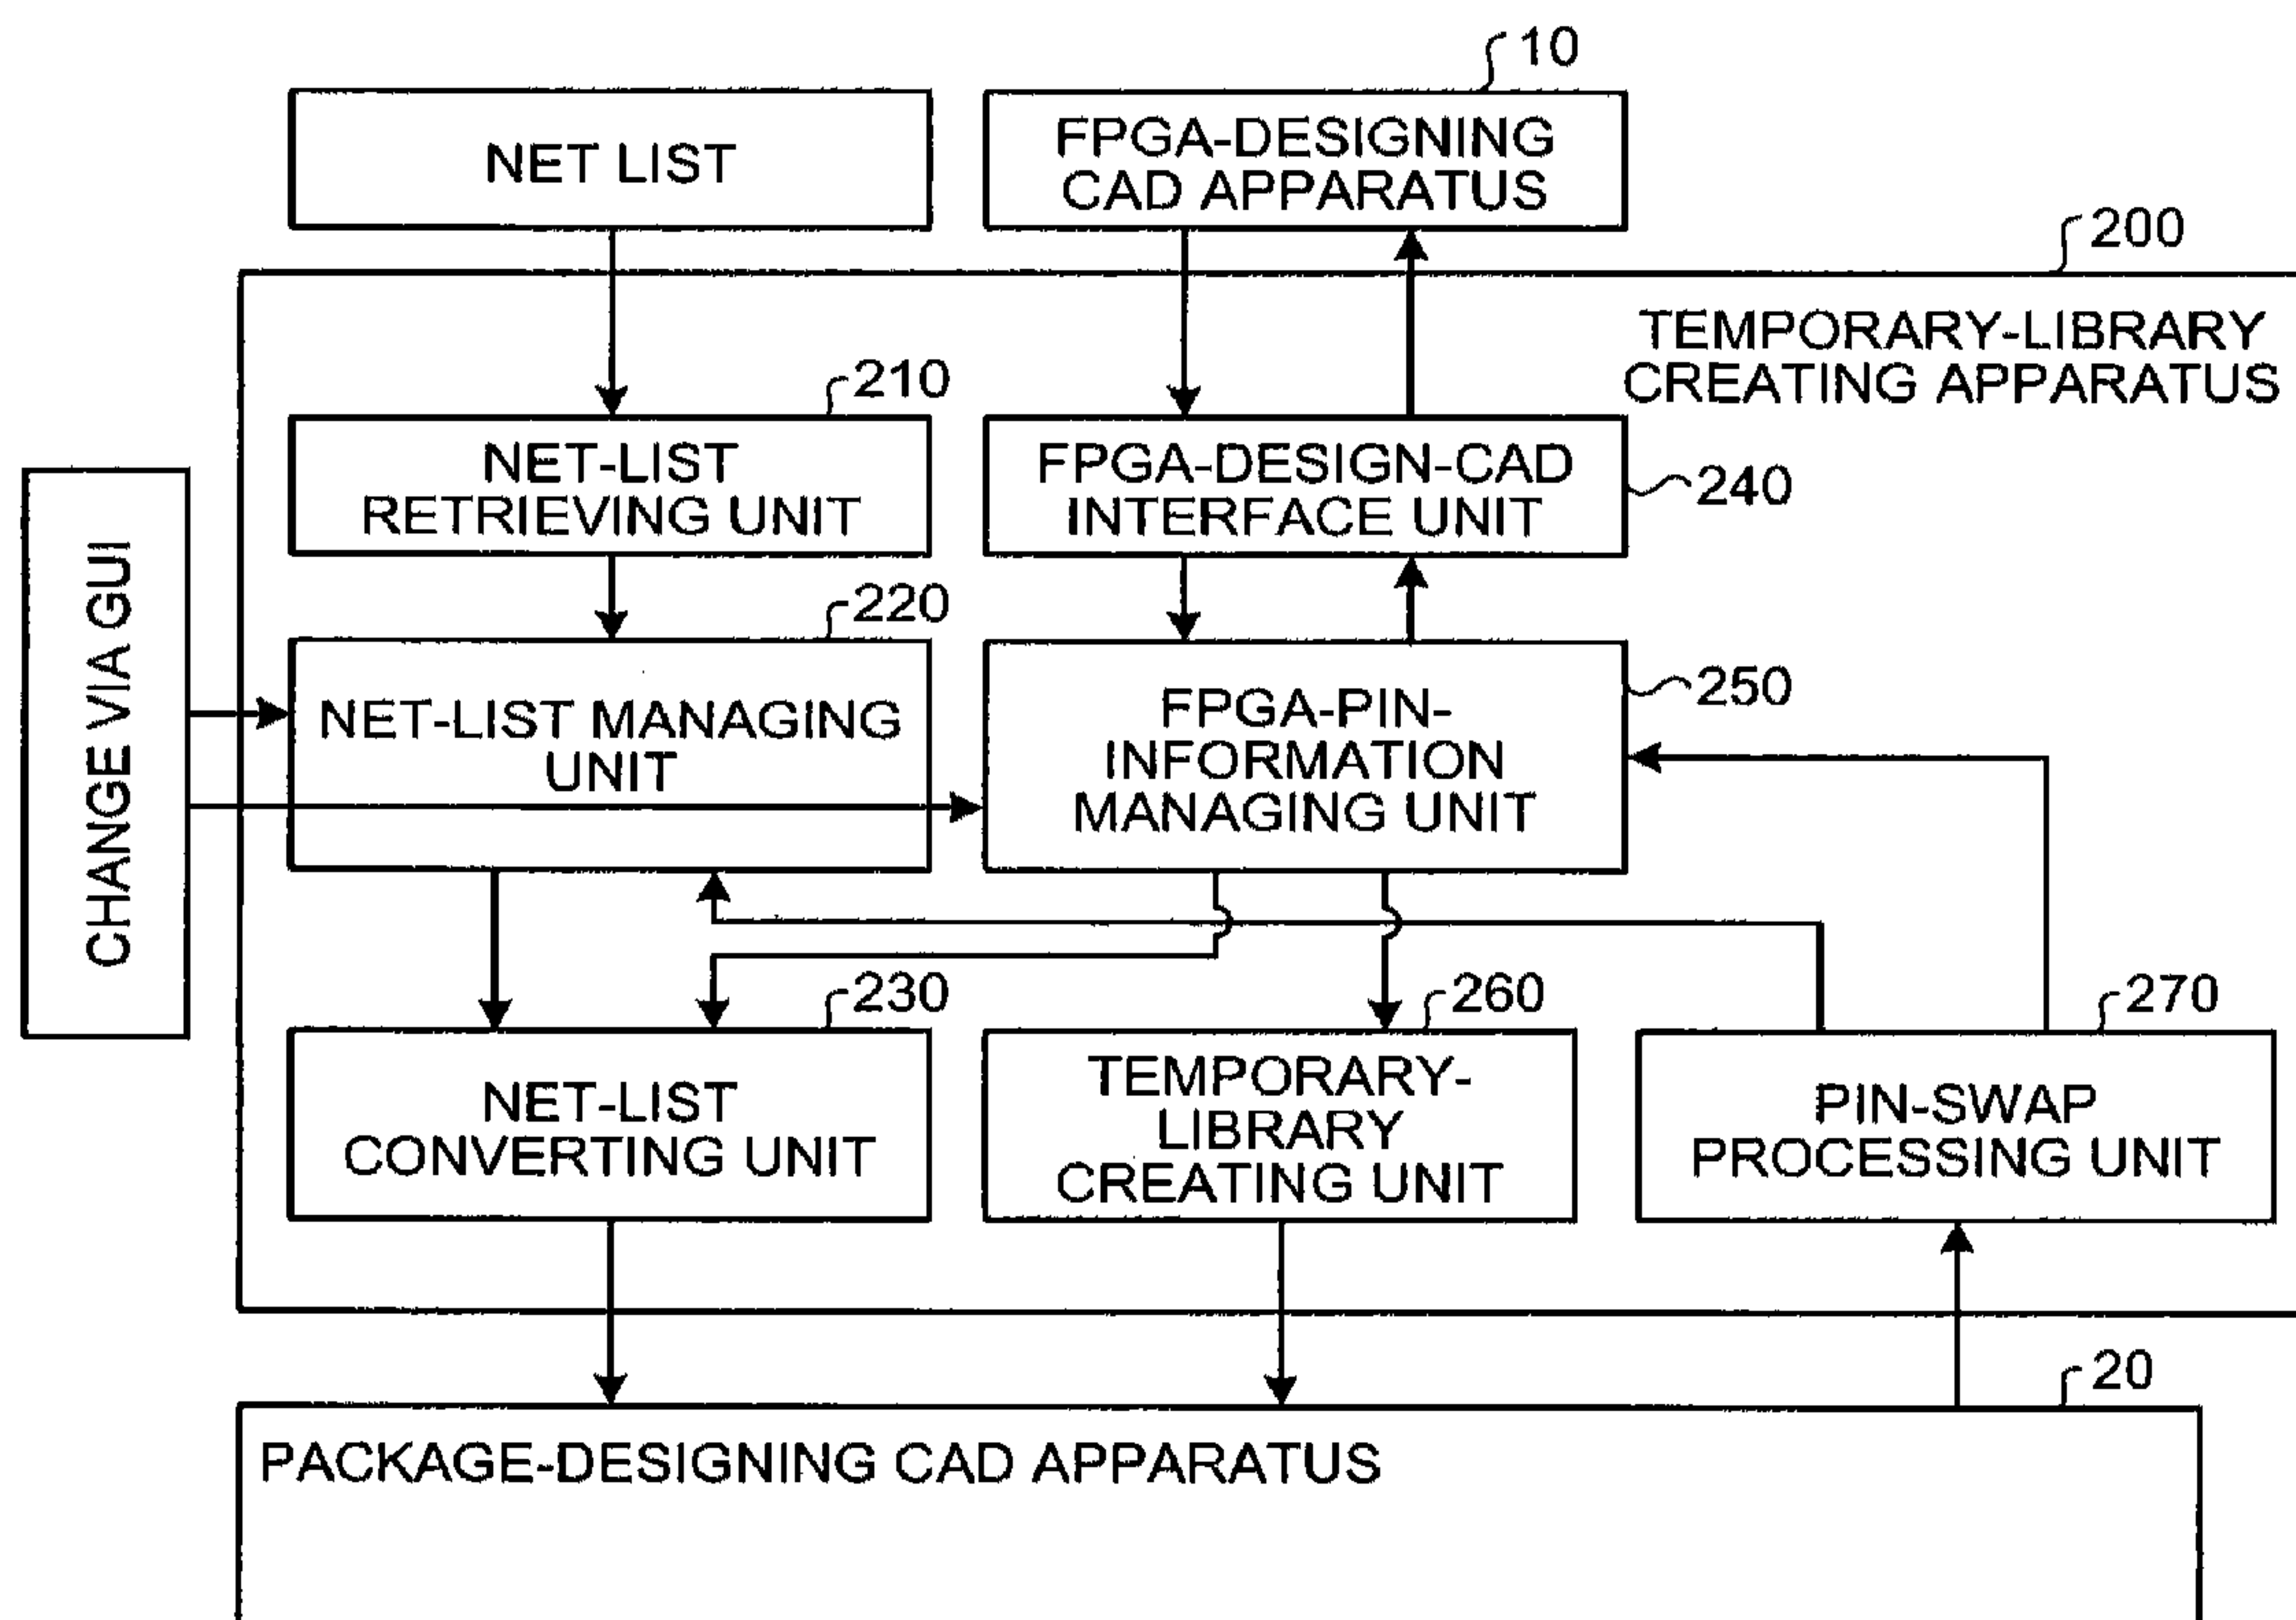 10
NET LIST
FPGA-DESIGNING
CAD APPARATUS
200
TEMPORARY-LIBRARY
CREATING APPARATUS
210
NET-LIST
RETRIEVING UNIT
FPGA-DESIGN-CAD
INTERFACE UNIT
240
CHANGE VIA GUI
220
NET-LIST MANAGING
UNIT
FPGA-PIN-
INFORMATION
MANAGING UNIT
250
230
NET-LIST
CONVERTING UNIT
260
TEMPORARY-
LIBRARY
CREATING UNIT
270
PIN-SWAP
PROCESSING UNIT
20
PACKAGE-DESIGNING CAD APPARATUS